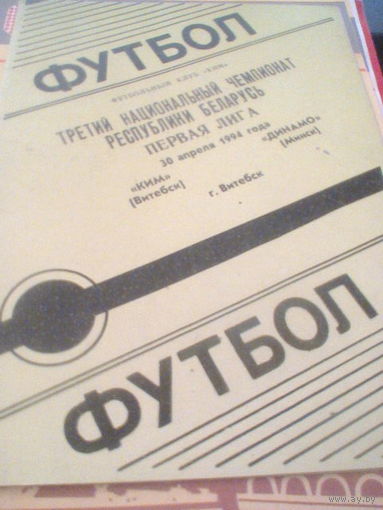 ФУТБОЛ
ФУТБОЛЬНЫЙ КЛУБ «КИМ»
ТРЕТИЙ НАЦИОНАЛЬНЫЙ ЧЕМПИОНАТ
РЕСПУБЛИКИ БЕЛАРУСЬ
ПЕРВАЯ ЛИГА
30 апреля 1994 года
«КИМ»
(Витебск)
«ДИНАМО»
(Минск)
г. Витебск
ФУТБОЛ
www.ay.by